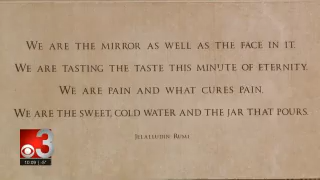 WE ARE THE MIRROR AS WELL AS THE FACE IN IT.
WE ARE TASTING THE TASTE THIS MINUTE OF ETERNITY.
WE ARE PAIN AND WHAT CURES PAIN.
WE ARE THE SWEET, COLD WATER AND THE JAR THAT POURS.
JELALUDDIN RUMI
3